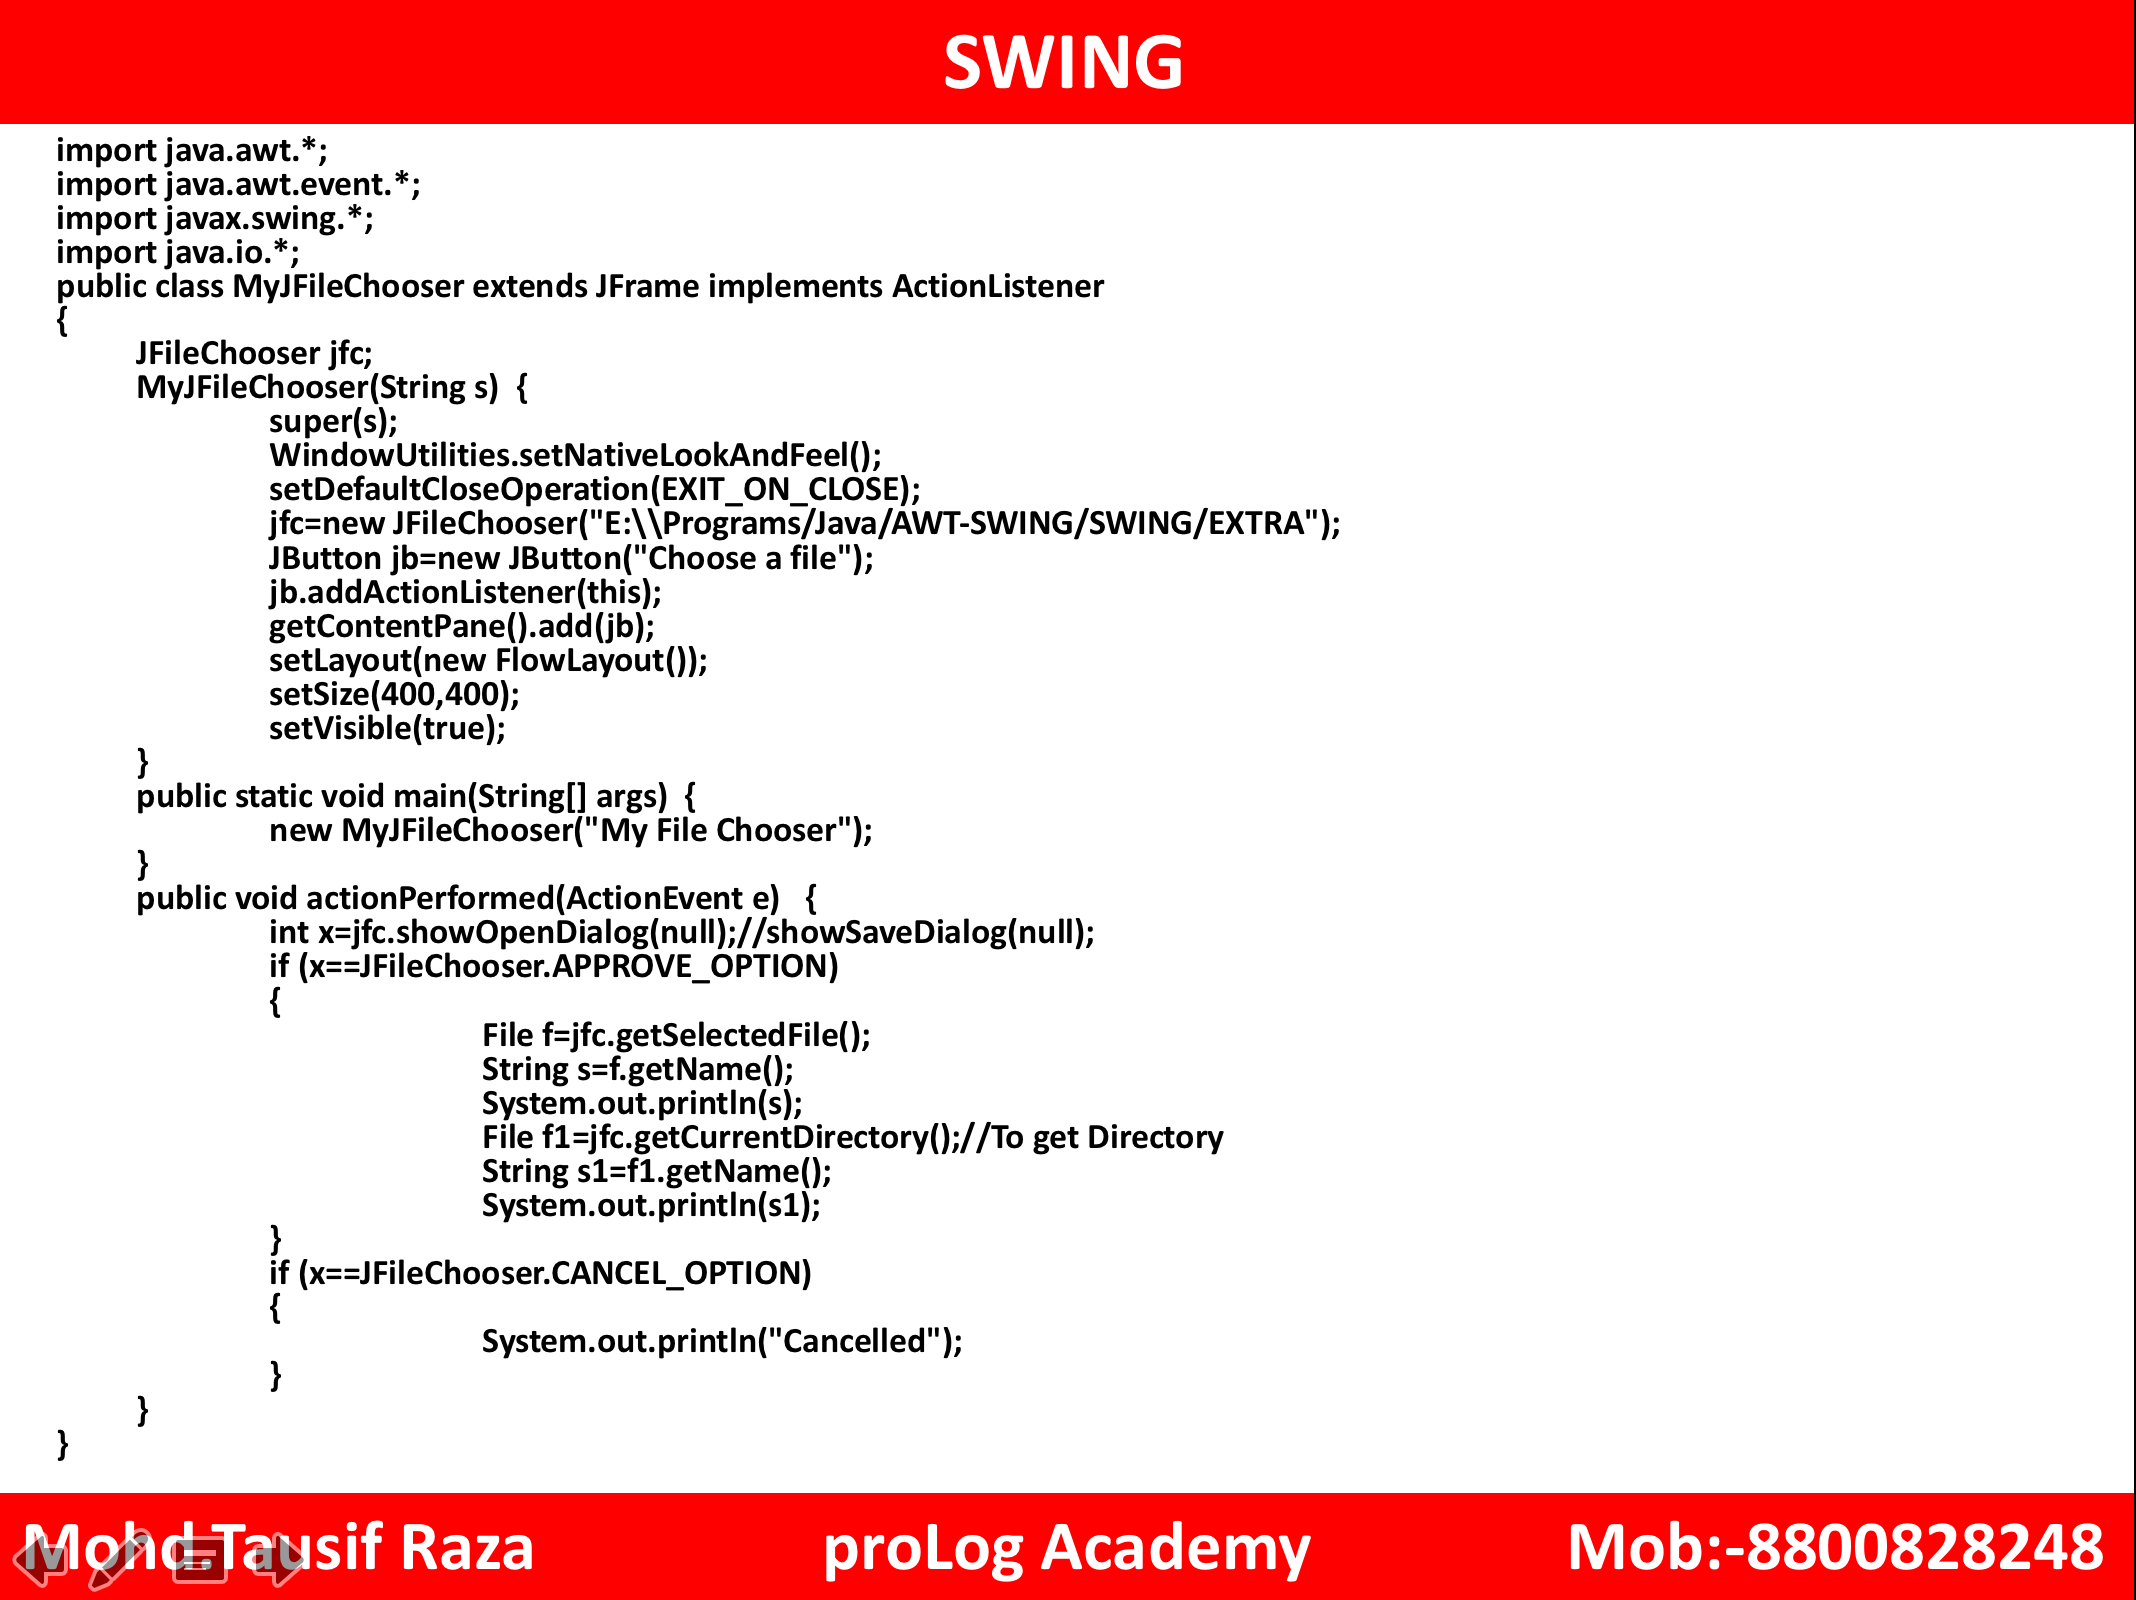 SWING
import java.awt.*;
import java.awt.event.*;
import javax.swing.*;
import java.io.*;
public class MyJFileChooser extends JFrame implements ActionListener
{
JFileChooser jfc;
MyJFileChooser(String s)  {
super(s);
WindowUtilities.setNativeLookAndFeel();
setDefaultCloseOperation(EXIT_ON_CLOSE);
jfc=new JFileChooser("E:\\Programs/Java/AWT-SWING/SWING/EXTRA");
JButton jb=new JButton("Choose a file");
jb.addActionListener(this);
getContentPane().add(jb);
setLayout(new FlowLayout());
setSize(400,400);
setVisible(true);
}
public static void main(String[] args)  {
new MyJFileChooser("My File Chooser");
}
public void actionPerformed(ActionEvent e)   {
int x=jfc.showOpenDialog(null);//showSaveDialog(null);
if (x==JFileChooser.APPROVE_OPTION)
{
File f=jfc.getSelectedFile();
String s=f.getName();
System.out.println(s);
File f1=jfc.getCurrentDirectory();//To get Directory
String s1=f1.getName();
System.out.println(s1);
}
if (x==JFileChooser.CANCEL_OPTION)
{
System.out.println("Cancelled");
}
}
}
Mohd.Tausif Raza proLog Academy Mob:-8800828248